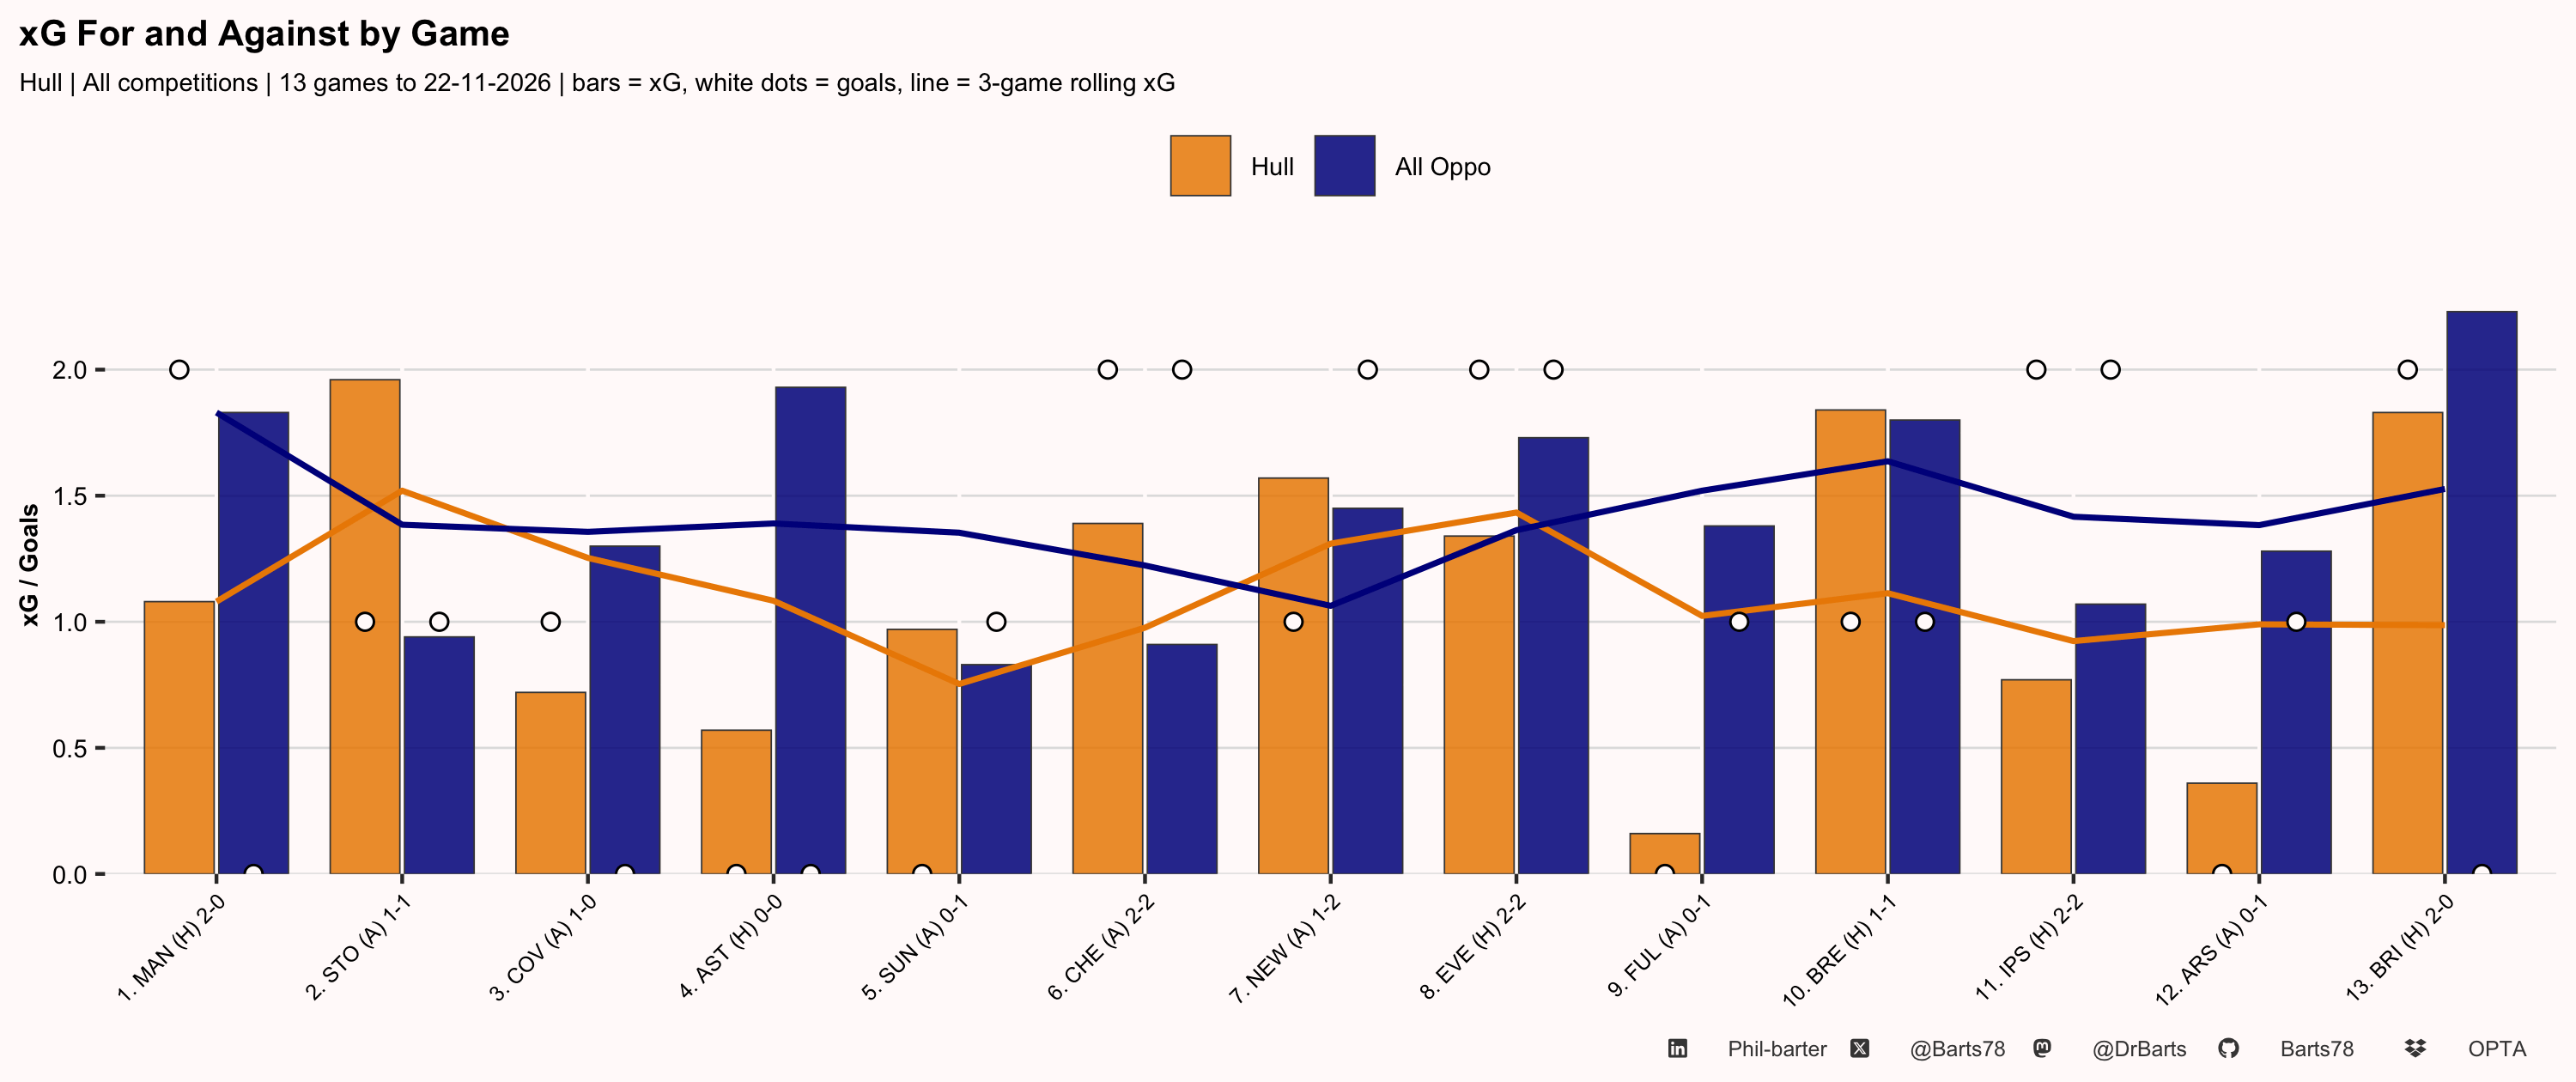 xG For and Against by Game
Hull | All competitions | 13 games to 22-11-2026 | bars = xG, white dots = goals, line = 3-game rolling xG
Hull
All Oppo
xG / Goals
2.0
1.5
1.0
0.5
0.0
1. MAN (H) 2-0
2. STO (A) 1-1
3. COV (A) 1-0
4. AST (H) 0-0
5. SUN (A) 0-1
6. CHE (A) 2-2
7. NEW (A) 1-2
8. EVE (H) 2-2
9. FUL (A) 0-1
10. BRE (H) 1-1
11. IPS (H) 2-2
12. ARS (A) 0-1
13. BRI (H) 2-0
Phil-barter @Barts78 @DrBarts Barts78 OPTA